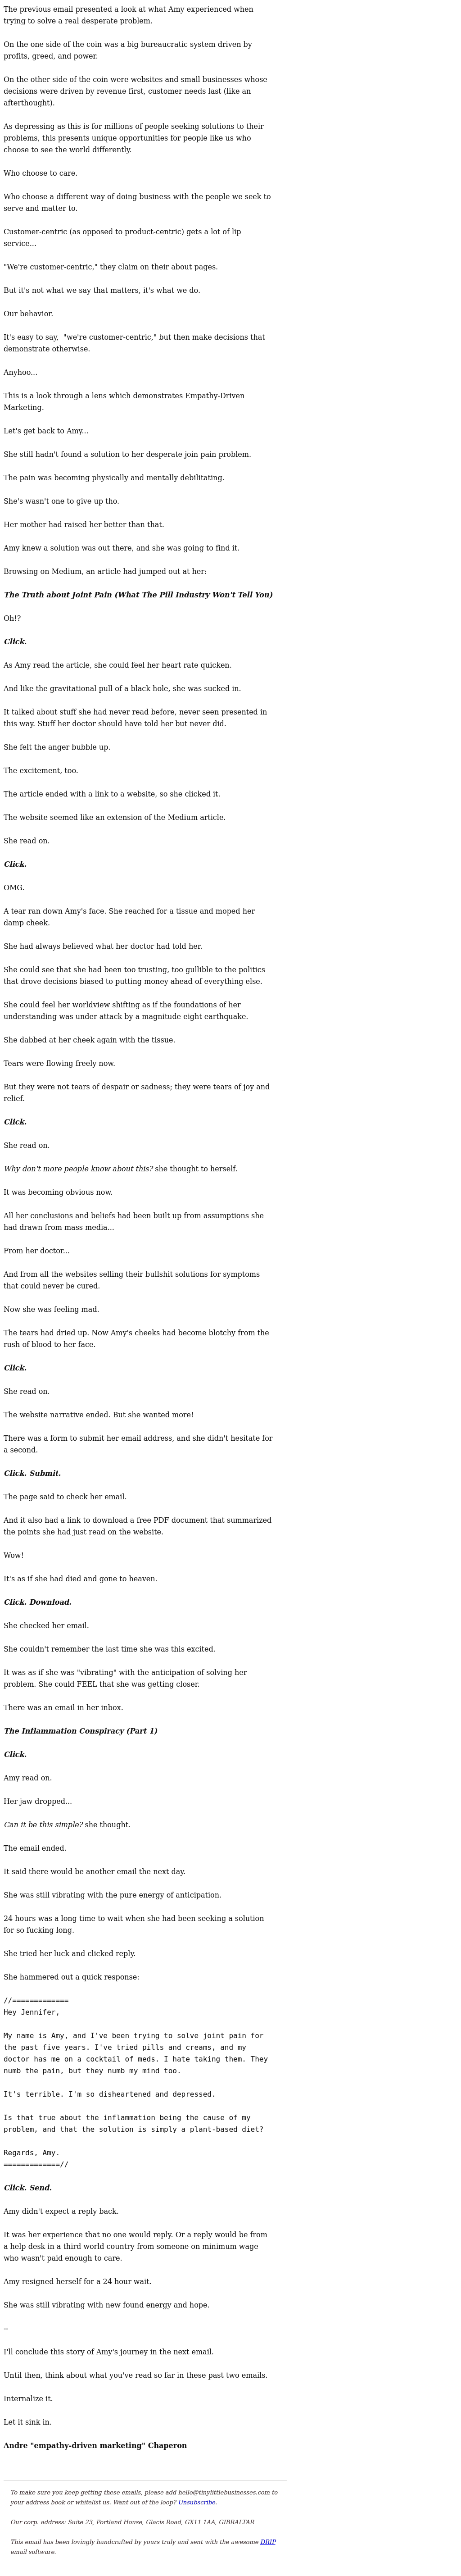 The previous email presented a look at what Amy experienced when
trying to solve a real desperate problem.
On the one side of the coin was a big bureaucratic system driven by
profits, greed, and power.
On the other side of the coin were websites and small businesses whose
decisions were driven by revenue first, customer needs last (like an
afterthought).
As depressing as this is for millions of people seeking solutions to their
problems, this presents unique opportunities for people like us who
choose to see the world differently.
Who choose to care.
Who choose a different way of doing business with the people we seek to
serve and matter to.
Customer-centric (as opposed to product-centric) gets a lot of lip
service...
"We're customer-centric," they claim on their about pages.
But it's not what we say that matters, it's what we do.
Our behavior.
It's easy to say,  "we're customer-centric," but then make decisions that
demonstrate otherwise.
Anyhoo...
This is a look through a lens which demonstrates Empathy-Driven
Marketing.
Let's get back to Amy...
She still hadn't found a solution to her desperate join pain problem.
The pain was becoming physically and mentally debilitating.
She's wasn't one to give up tho.
Her mother had raised her better than that.
Amy knew a solution was out there, and she was going to find it.
Browsing on Medium, an article had jumped out at her:
The Truth about Joint Pain (What The Pill Industry Won't Tell You)
Oh!?
Click.
As Amy read the article, she could feel her heart rate quicken.
And like the gravitational pull of a black hole, she was sucked in.
It talked about stuff she had never read before, never seen presented in
this way. Stuff her doctor should have told her but never did.
She felt the anger bubble up.
The excitement, too.
The article ended with a link to a website, so she clicked it.
The website seemed like an extension of the Medium article.
She read on.
Click.
OMG.
A tear ran down Amy's face. She reached for a tissue and moped her
damp cheek.
She had always believed what her doctor had told her.
She could see that she had been too trusting, too gullible to the politics
that drove decisions biased to putting money ahead of everything else.
She could feel her worldview shifting as if the foundations of her
understanding was under attack by a magnitude eight earthquake.
She dabbed at her cheek again with the tissue.
Tears were flowing freely now.
But they were not tears of despair or sadness; they were tears of joy and
relief.
Click.
She read on.
Why don't more people know about this? she thought to herself.
It was becoming obvious now.
All her conclusions and beliefs had been built up from assumptions she
had drawn from mass media...
From her doctor...
And from all the websites selling their bullshit solutions for symptoms
that could never be cured.
Now she was feeling mad.
The tears had dried up. Now Amy's cheeks had become blotchy from the
rush of blood to her face.
Click.
She read on.
The website narrative ended. But she wanted more!
There was a form to submit her email address, and she didn't hesitate for
a second.
Click. Submit.
The page said to check her email.
And it also had a link to download a free PDF document that summarized
the points she had just read on the website.
Wow!
It's as if she had died and gone to heaven.
Click. Download.
She checked her email.
She couldn't remember the last time she was this excited.
It was as if she was "vibrating" with the anticipation of solving her
problem. She could FEEL that she was getting closer.
There was an email in her inbox.
The Inflammation Conspiracy (Part 1)
Click.
Amy read on.
Her jaw dropped...
Can it be this simple? she thought.
The email ended.
It said there would be another email the next day.
She was still vibrating with the pure energy of anticipation.
24 hours was a long time to wait when she had been seeking a solution
for so fucking long.
She tried her luck and clicked reply.
She hammered out a quick response:
//=============
Hey Jennifer,
My name is Amy, and I've been trying to solve joint pain for
the past five years. I've tried pills and creams, and my
doctor has me on a cocktail of meds. I hate taking them. They
numb the pain, but they numb my mind too.
It's terrible. I'm so disheartened and depressed.
Is that true about the inflammation being the cause of my
problem, and that the solution is simply a plant-based diet?
Regards, Amy.
=============//
Click. Send.
Amy didn't expect a reply back.
It was her experience that no one would reply. Or a reply would be from
a help desk in a third world country from someone on minimum wage
who wasn't paid enough to care.
Amy resigned herself for a 24 hour wait.
She was still vibrating with new found energy and hope.
--
I'll conclude this story of Amy's journey in the next email.
Until then, think about what you've read so far in these past two emails.
Internalize it.
Let it sink in.
Andre "empathy-driven marketing" Chaperon
To make sure you keep getting these emails, please add hello@tinylittlebusinesses.com to
your address book or whitelist us. Want out of the loop? Unsubscribe.
Our corp. address: Suite 23, Portland House, Glacis Road, GX11 1AA, GIBRALTAR
This email has been lovingly handcrafted by yours truly and sent with the awesome DRIP
email software.